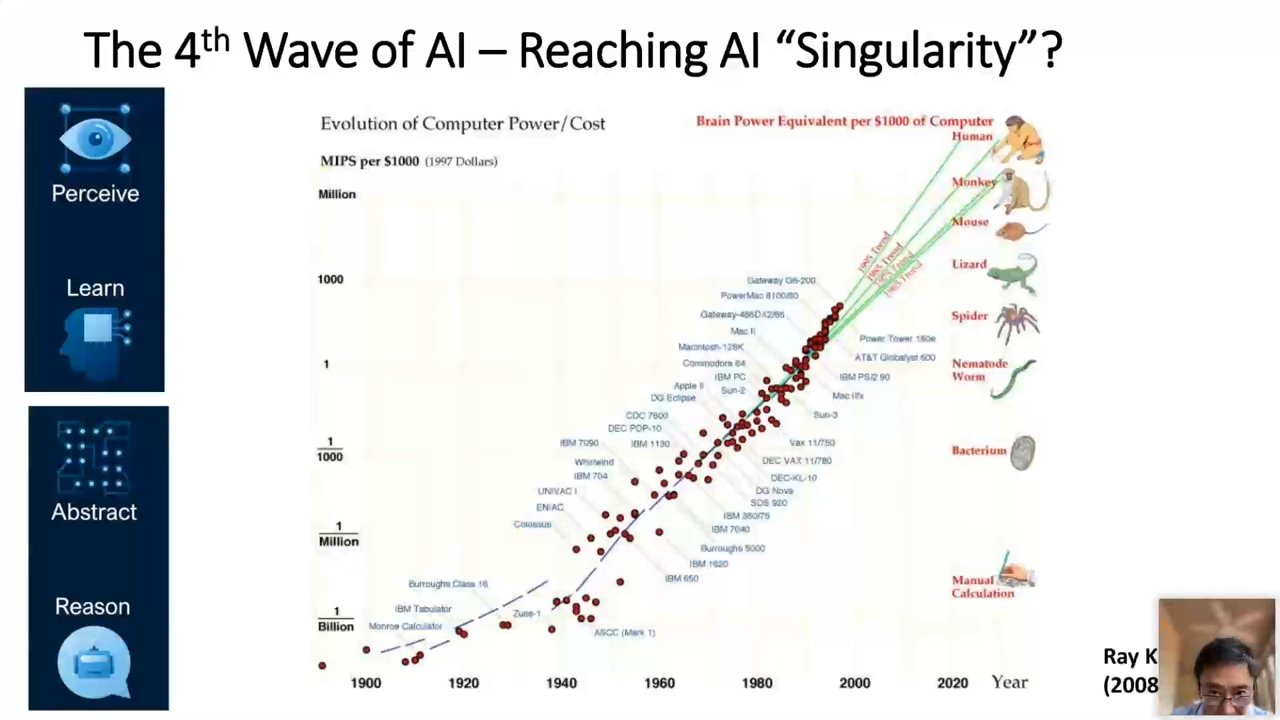 The 4th Wave of AI – Reaching AI “Singularity”?
Perceive
Learn
Abstract
Reason
Evolution of Computer Power/Cost
MIPS per $1000 (1997 Dollars)
Brain Power Equivalent per $1000 of Computer
Million
1000
1
1
1000
1
Million
1
Billion
Human
Monkey
Mouse
Lizard
Spider
Nematode
Worm
Bacterium
Manual
Calculation
1995 Trend
1985 Trend
1965 Trend
Gateway G6-200
PowerMac 8100/80
Gateway-486DX2/66
Mac II
Macintosh-128K
Commodore 64
IBM PC
Apple II
Sun-2
DG Eclipse
CDC 7600
DEC PDP-10
IBM 7090
IBM 1130
Whirlwind
IBM 704
UNIVAC I
ENIAC
Colossus
Burroughs Class 16
IBM Tabulator
Zuse-1
Monroe Calculator
ASCC (Mark 1)
Power Tower 180e
AT&T Globalyst 600
IBM PS/2 90
Mac IIfx
Sun-3
Vax 11/750
DEC VAX 11/780
DEC-KL-10
DG Nova
SDS 920
IBM 360/75
IBM 7040
Burroughs 5000
IBM 1620
IBM 650
1900 1920 1940 1960 1980 2000 2020 Year
Ray K
(2008